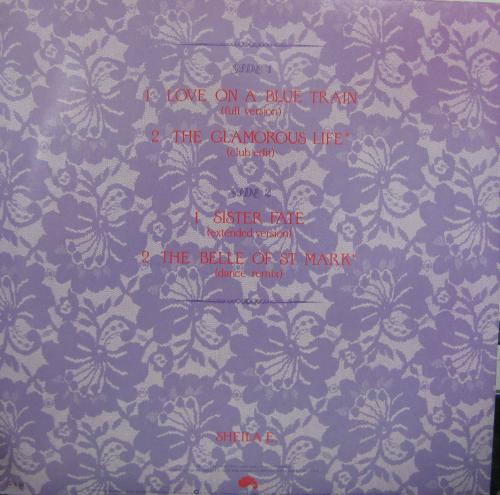 SIDE 1
1 LOVE ON A BLUE TRAIN
(full version)
2 THE GLAMOROUS LIFE*
(club edit)
SIDE 2
1 SISTER FATE
(extended version)
2 THE BELLE OF ST MARK*
(dance remix)
SHEILA E.